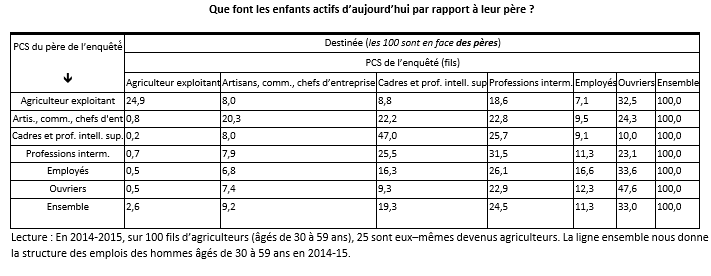 Que font les enfants actifs d'aujourd'hui par rapport à leur père ?
PCS du père de l'enquêté
Destinée (les 100 sont en face des pères)
PCS de l'enquêté (fils)
Agriculteur exploitant Artisans, comm., chefs d'entreprise Cadres et prof. intell. sup Professions interm. Employés Ouvriers Ensemble
Agriculteur exploitant 24,9 8,0 8,8 18,6 7,1 32,5 100,0
Artis., comm., chefs d'ent 0,8 20,3 22,2 22,8 9,5 24,3 100,0
Cadres et prof. intell. sup. 0,2 8,0 47,0 25,7 9,1 10,0 100,0
Professions interm. 0,7 7,9 25,5 31,5 11,3 23,1 100,0
Employés 0,5 6,8 16,3 26,1 16,6 33,6 100,0
Ouvriers 0,5 7,4 9,3 22,9 12,3 47,6 100,0
Ensemble 2,6 9,2 19,3 24,5 11,3 33,0 100,0
Lecture : En 2014-2015, sur 100 fils d'agriculteurs (âgés de 30 à 59 ans), 25 sont eux–mêmes devenus agriculteurs. La ligne ensemble nous donne
la structure des emplois des hommes âgés de 30 à 59 ans en 2014-15.